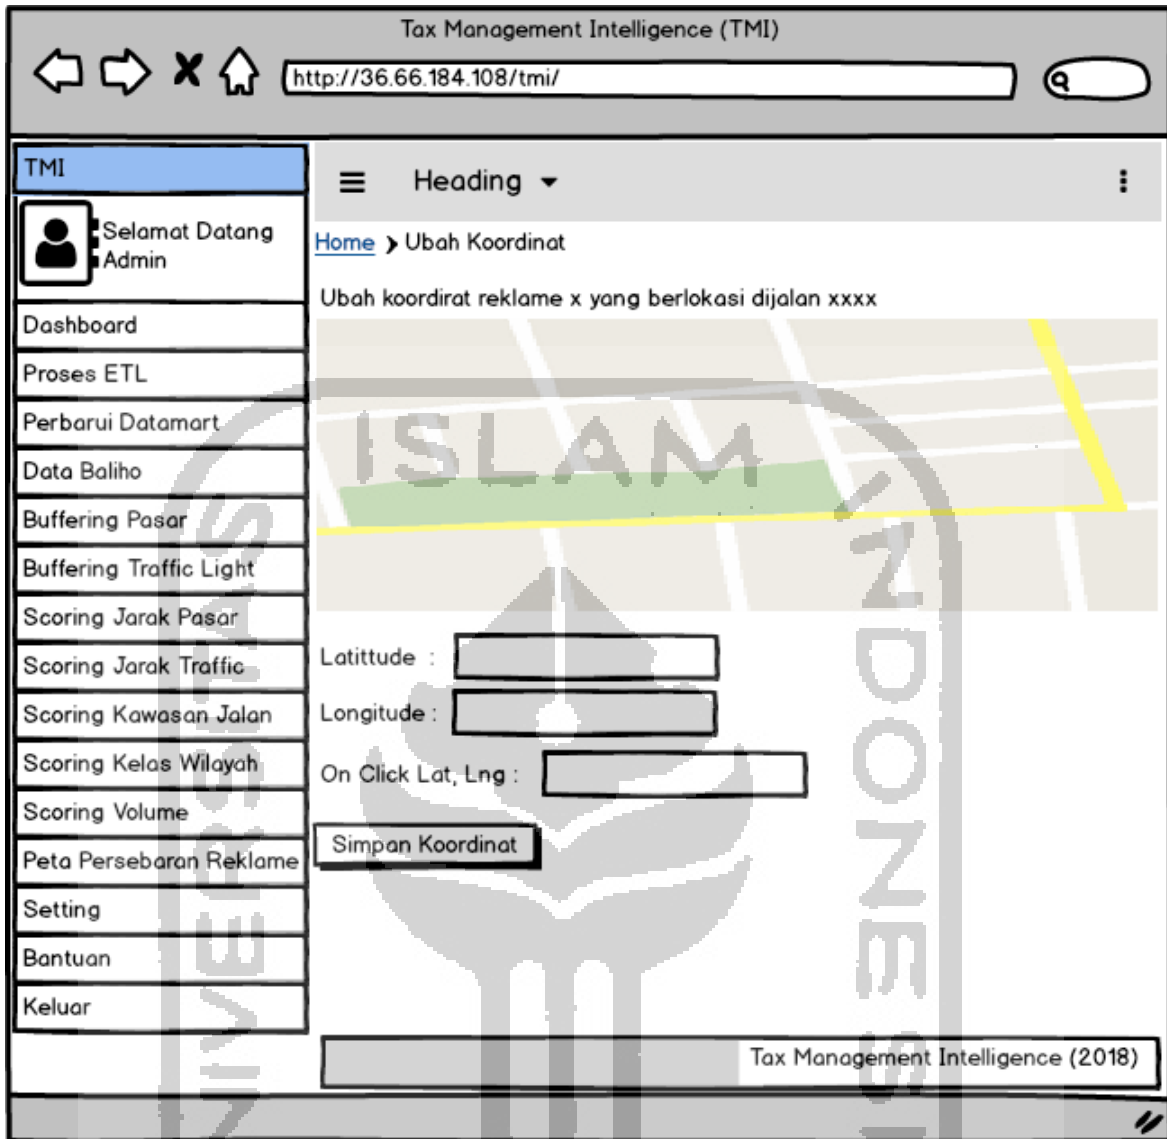 Tax Management Intelligence (TMI)
http://36.66.184.108/tmi/
TMI
Selamat Datang
Admin
Dashboard
Proses ETL
Perbarui Datamart
Data Baliho
Buffering Pasar
Buffering Traffic Light
Scoring Jarak Pasar
Scoring Jarak Traffic
Scoring Kawasan Jalan
Scoring Kelas Wilayah
Scoring Volume
Peta Persebaran Reklame
Setting
Bantuan
Keluar
Heading
Home ❯ Ubah Koordinat
Ubah koordirat reklame x yang berlokasi dijalan xxxx
Latittude :
Longitude :
On Click Lat, Lng :
Simpan Koordinat
Tax Management Intelligence (2018)
UNIVERSITAS
ISLAM
INDONESI